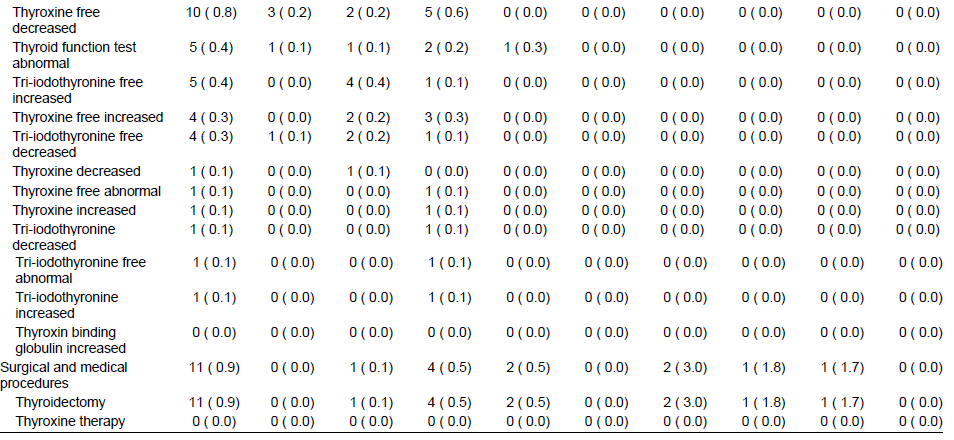 Thyroxine free 10 ( 0.8) 3 ( 0.2) 2 ( 0.2) 5 ( 0.6) 0 ( 0.0) 0 ( 0.0) 0 ( 0.0) 0 ( 0.0) 0 ( 0.0) 0 ( 0.0)
decreased
Thyroid function test 5 ( 0.4) 1 ( 0.1) 1 ( 0.1) 2 ( 0.2) 1 ( 0.3) 0 ( 0.0) 0 ( 0.0) 0 ( 0.0) 0 ( 0.0) 0 ( 0.0)
abnormal
Tri-iodothyronine free 5 ( 0.4) 0 ( 0.0) 4 ( 0.4) 1 ( 0.1) 0 ( 0.0) 0 ( 0.0) 0 ( 0.0) 0 ( 0.0) 0 ( 0.0) 0 ( 0.0)
increased
Thyroxine free increased 4 ( 0.3) 0 ( 0.0) 2 ( 0.2) 3 ( 0.3) 0 ( 0.0) 0 ( 0.0) 0 ( 0.0) 0 ( 0.0) 0 ( 0.0) 0 ( 0.0)
Tri-iodothyronine free 4 ( 0.3) 1 ( 0.1) 2 ( 0.2) 1 ( 0.1) 0 ( 0.0) 0 ( 0.0) 0 ( 0.0) 0 ( 0.0) 0 ( 0.0) 0 ( 0.0)
decreased
Thyroxine decreased 1 ( 0.1) 0 ( 0.0) 1 ( 0.1) 0 ( 0.0) 0 ( 0.0) 0 ( 0.0) 0 ( 0.0) 0 ( 0.0) 0 ( 0.0) 0 ( 0.0)
Thyroxine free abnormal 1 ( 0.1) 0 ( 0.0) 0 ( 0.0) 1 ( 0.1) 0 ( 0.0) 0 ( 0.0) 0 ( 0.0) 0 ( 0.0) 0 ( 0.0) 0 ( 0.0)
Thyroxine increased 1 ( 0.1) 0 ( 0.0) 0 ( 0.0) 1 ( 0.1) 0 ( 0.0) 0 ( 0.0) 0 ( 0.0) 0 ( 0.0) 0 ( 0.0) 0 ( 0.0)
Tri-iodothyronine 1 ( 0.1) 0 ( 0.0) 0 ( 0.0) 1 ( 0.1) 0 ( 0.0) 0 ( 0.0) 0 ( 0.0) 0 ( 0.0) 0 ( 0.0) 0 ( 0.0)
decreased
Tri-iodothyronine free 1 ( 0.1) 0 ( 0.0) 0 ( 0.0) 1 ( 0.1) 0 ( 0.0) 0 ( 0.0) 0 ( 0.0) 0 ( 0.0) 0 ( 0.0) 0 ( 0.0)
abnormal
Tri-iodothyronine 1 ( 0.1) 0 ( 0.0) 0 ( 0.0) 1 ( 0.1) 0 ( 0.0) 0 ( 0.0) 0 ( 0.0) 0 ( 0.0) 0 ( 0.0) 0 ( 0.0)
increased
Thyroxin binding 0 ( 0.0) 0 ( 0.0) 0 ( 0.0) 0 ( 0.0) 0 ( 0.0) 0 ( 0.0) 0 ( 0.0) 0 ( 0.0) 0 ( 0.0) 0 ( 0.0)
globulin increased
Surgical and medical 11 ( 0.9) 0 ( 0.0) 1 ( 0.1) 4 ( 0.5) 2 ( 0.5) 0 ( 0.0) 2 ( 3.0) 1 ( 1.8) 1 ( 1.7) 0 ( 0.0)
procedures
Thyroidectomy 11 ( 0.9) 0 ( 0.0) 1 ( 0.1) 4 ( 0.5) 2 ( 0.5) 0 ( 0.0) 2 ( 3.0) 1 ( 1.8) 1 ( 1.7) 0 ( 0.0)
Thyroxine therapy 0 ( 0.0) 0 ( 0.0) 0 ( 0.0) 0 ( 0.0) 0 ( 0.0) 0 ( 0.0) 0 ( 0.0) 0 ( 0.0) 0 ( 0.0) 0 ( 0.0)